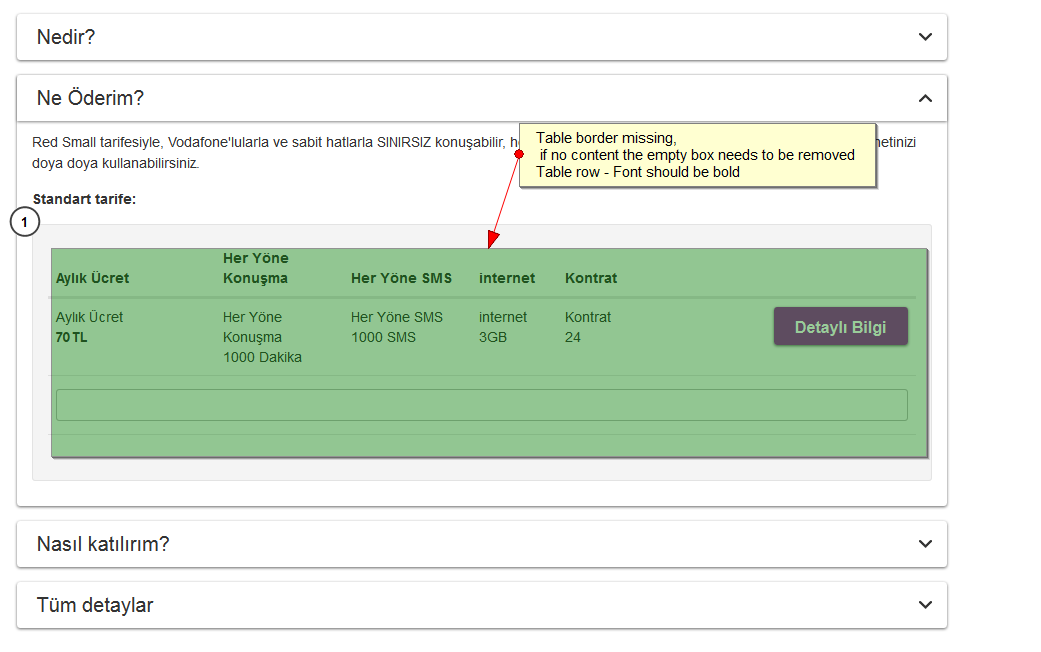 Nedir?
Ne Öderim?
Red Small tarifesiyle, Vodafone'lularla ve sabit hatlarla SINIRSIZ konuşabilir, h
netinizi
doya doya kullanabilirsiniz.
Table border missing,
if no content the empty box needs to be removed
Table row - Font should be bold
Standart tarife:
1
Aylık Ücret
Her Yöne
Konuşma
Her Yöne SMS
internet
Kontrat
Aylık Ücret
70 TL
Her Yöne
Konuşma
1000 Dakika
Her Yöne SMS
1000 SMS
internet
3GB
Kontrat
24
Detaylı Bilgi
Nasıl katılırım?
Tüm detaylar